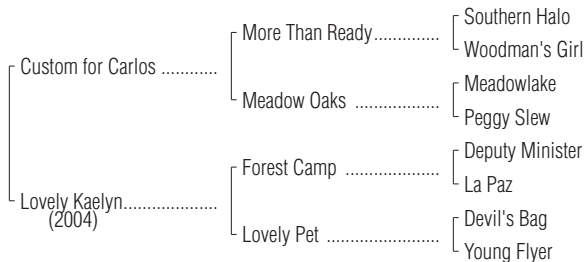 Southern Halo
More Than Ready..............
Woodman's Girl
Custom for Carlos ............
Meadowlake
Meadow Oaks ..................
Peggy Slew
Deputy Minister
Forest Camp ....................
La Paz
Lovely Kaelyn....................
(2004)
Devil's Bag
Lovely Pet ........................
Young Flyer